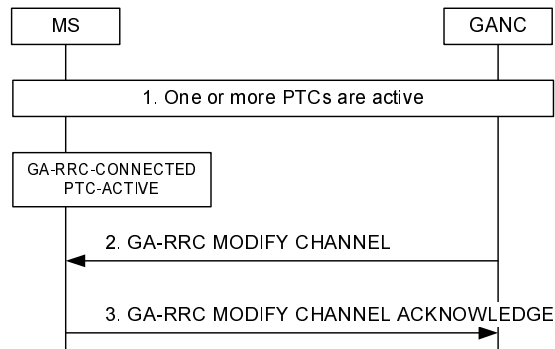 MS
GANC
1. One or more PTCs are active
GA-RRC-CONNECTED
PTC-ACTIVE
2. GA-RRC MODIFY CHANNEL
3. GA-RRC MODIFY CHANNEL ACKNOWLEDGE